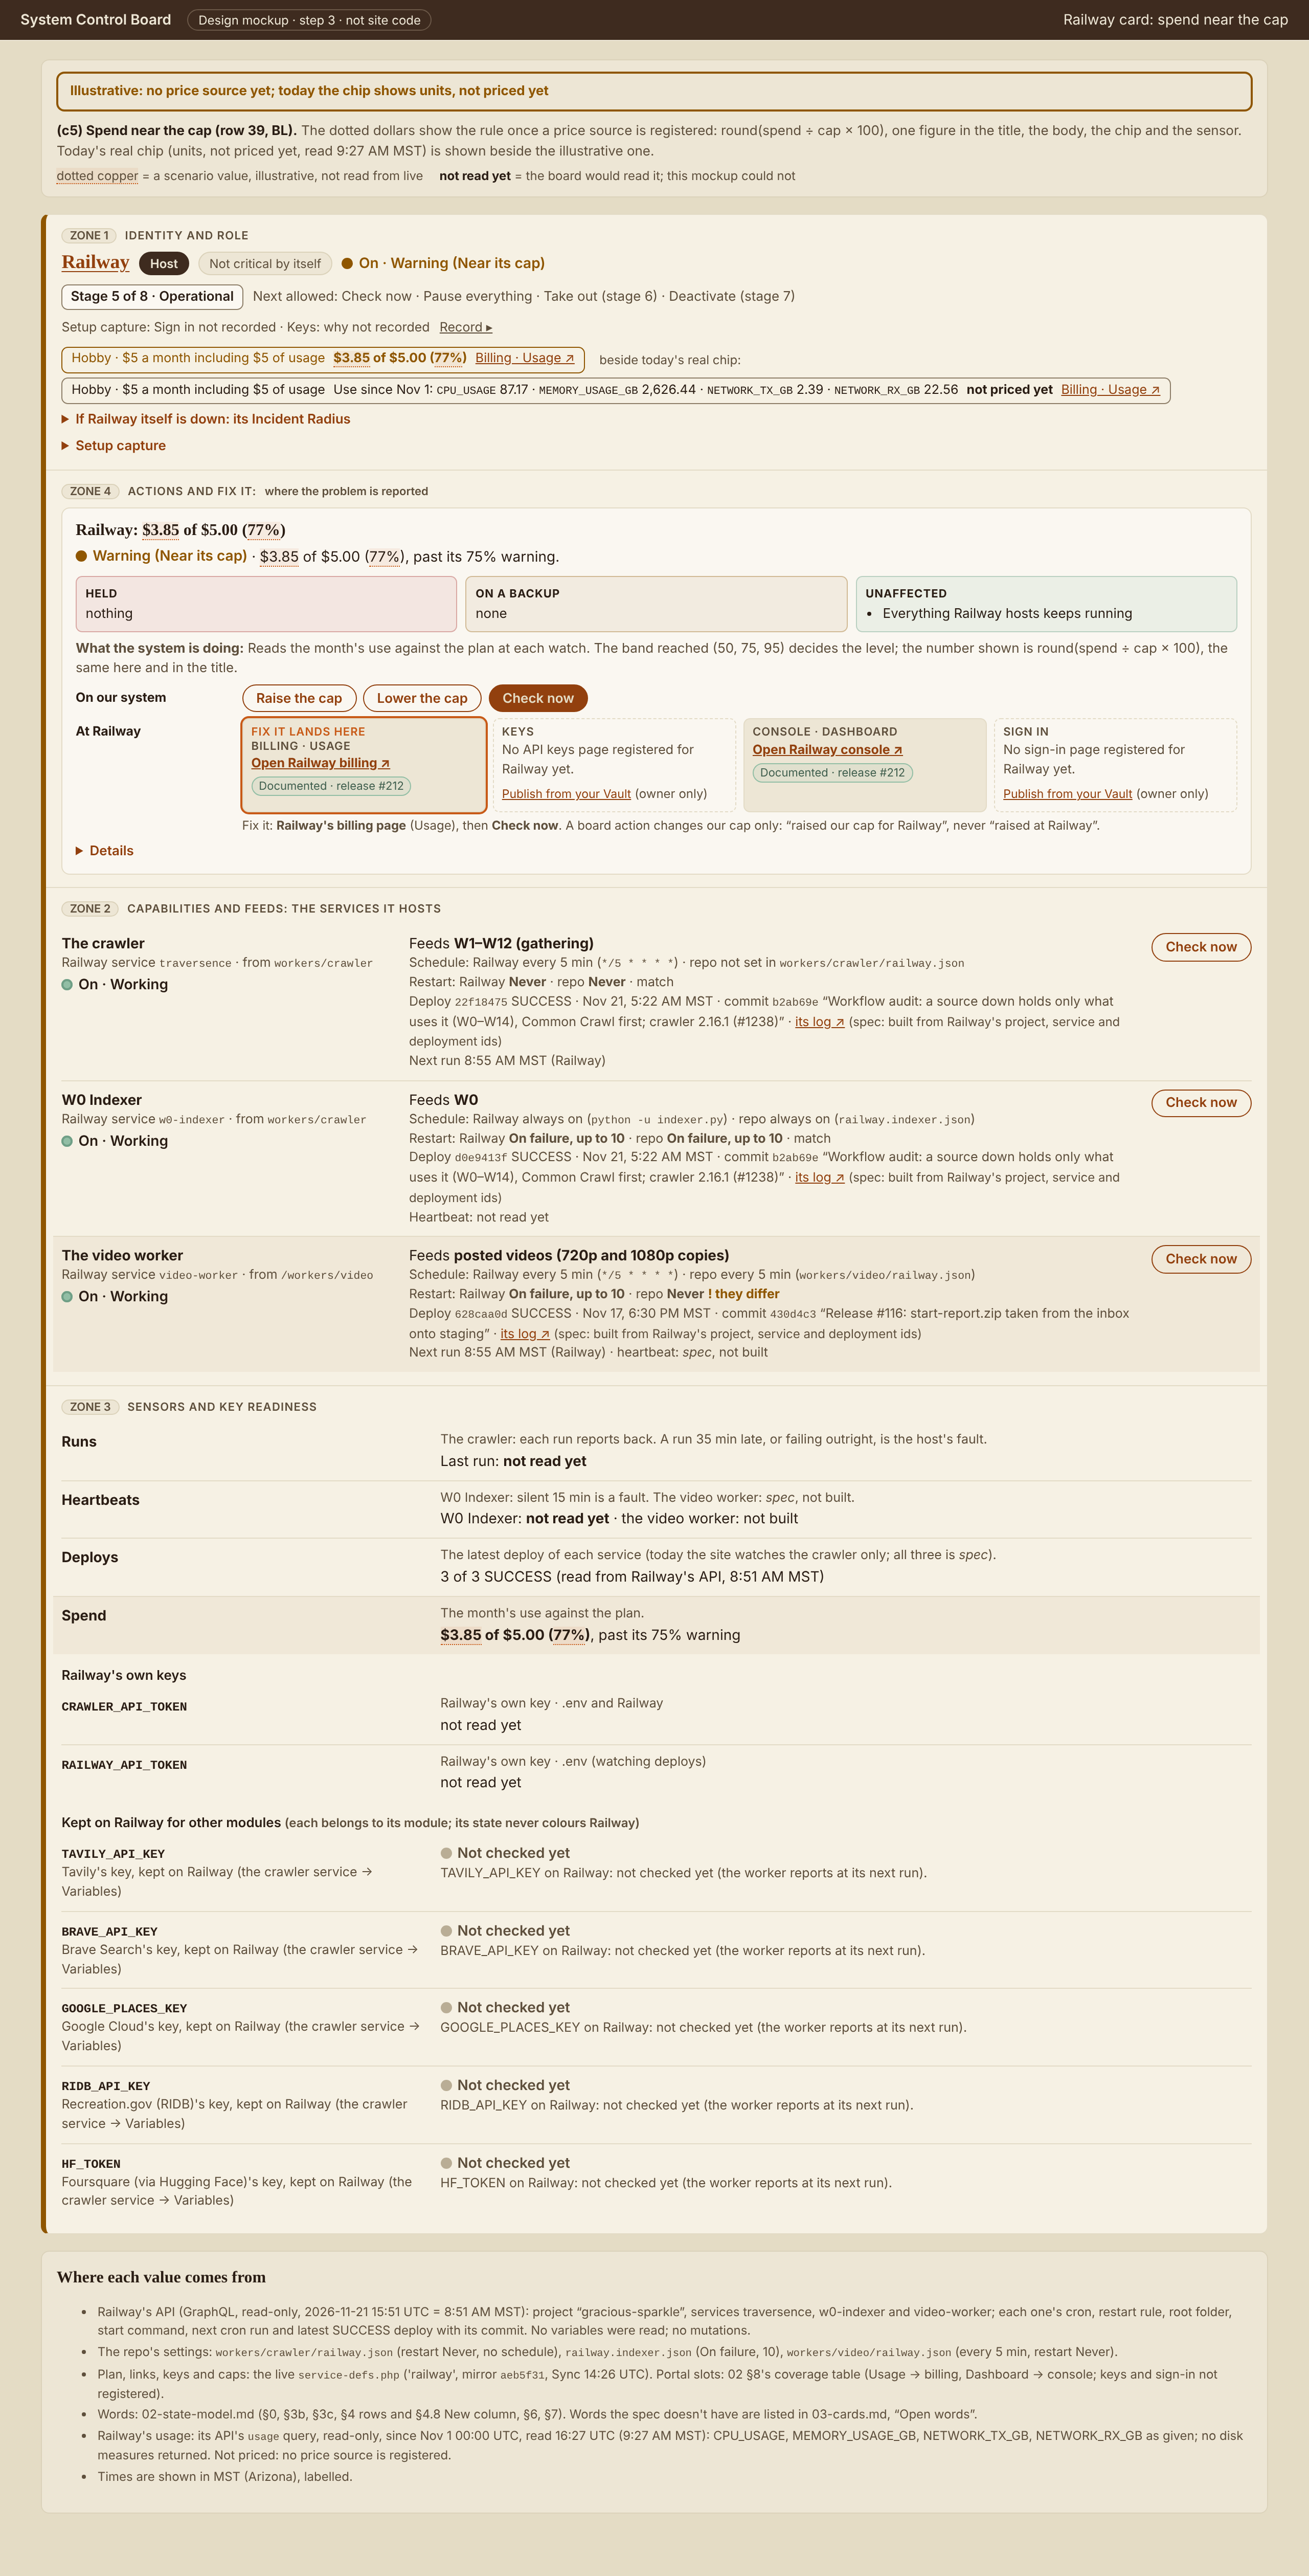 System Control Board
Design mockup · step 3 · not site code
Railway card: spend near the cap
Illustrative: no price source yet; today the chip shows units, not priced yet
(c5) Spend near the cap (row 39, BL). The dotted dollars show the rule once a price source is registered: round(spend ÷ cap × 100), one figure in the title, the body, the chip and the sensor.
Today's real chip (units, not priced yet, read 9:27 AM MST) is shown beside the illustrative one.
dotted copper = a scenario value, illustrative, not read from live not read yet = the board would read it; this mockup could not
ZONE 1 IDENTITY AND ROLE
Railway Host Not critical by itself On · Warning (Near its cap)
Stage 5 of 8 · Operational Next allowed: Check now · Pause everything · Take out (stage 6) · Deactivate (stage 7)
Setup capture: Sign in not recorded · Keys: why not recorded Record ▸
Hobby · $5 a month including $5 of usage $3.85 of $5.00 (77%) Billing · Usage ↗ beside today's real chip:
Hobby · $5 a month including $5 of usage Use since Nov 1: CPU_USAGE 87.17 · MEMORY_USAGE_GB 2,626.44 · NETWORK_TX_GB 2.39 · NETWORK_RX_GB 22.56 not priced yet Billing · Usage ↗
▶ If Railway itself is down: its Incident Radius
▶ Setup capture
ZONE 4 ACTIONS AND FIX IT: where the problem is reported
Railway: $3.85 of $5.00 (77%)
Warning (Near its cap) · $3.85 of $5.00 (77%), past its 75% warning.
HELD
nothing
ON A BACKUP
none
UNAFFECTED
• Everything Railway hosts keeps running
What the system is doing: Reads the month's use against the plan at each watch. The band reached (50, 75, 95) decides the level; the number shown is round(spend ÷ cap × 100), the
same here and in the title.
On our system Raise the cap Lower the cap Check now
At Railway
FIX IT LANDS HERE
BILLING · USAGE
Open Railway billing ↗
Documented · release #212
KEYS
No API keys page registered for
Railway yet.
Publish from your Vault (owner only)
CONSOLE · DASHBOARD
Open Railway console ↗
Documented · release #212
SIGN IN
No sign-in page registered for
Railway yet.
Publish from your Vault (owner only)
Fix it: Railway's billing page (Usage), then Check now. A board action changes our cap only: “raised our cap for Railway”, never “raised at Railway”.
▶ Details
ZONE 2 CAPABILITIES AND FEEDS: THE SERVICES IT HOSTS
The crawler
Railway service traversence · from workers/crawler
On · Working
Feeds W1–W12 (gathering)
Schedule: Railway every 5 min (*/5 * * * *) · repo not set in workers/crawler/railway.json
Restart: Railway Never · repo Never · match
Deploy 22f18475 SUCCESS · Nov 21, 5:22 AM MST · commit b2ab69e “Workflow audit: a source down holds only what
uses it (W0–W14), Common Crawl first; crawler 2.16.1 (#1238)” · its log ↗ (spec: built from Railway's project, service and
deployment ids)
Next run 8:55 AM MST (Railway)
Check now
W0 Indexer
Railway service w0-indexer · from workers/crawler
On · Working
Feeds W0
Schedule: Railway always on (python -u indexer.py) · repo always on (railway.indexer.json)
Restart: Railway On failure, up to 10 · repo On failure, up to 10 · match
Deploy d0e9413f SUCCESS · Nov 21, 5:22 AM MST · commit b2ab69e “Workflow audit: a source down holds only what
uses it (W0–W14), Common Crawl first; crawler 2.16.1 (#1238)” · its log ↗ (spec: built from Railway's project, service and
deployment ids)
Heartbeat: not read yet
Check now
The video worker
Railway service video-worker · from /workers/video
On · Working
Feeds posted videos (720p and 1080p copies)
Schedule: Railway every 5 min (*/5 * * * *) · repo every 5 min (workers/video/railway.json)
Restart: Railway On failure, up to 10 · repo Never ! they differ
Deploy 628caa0d SUCCESS · Nov 17, 6:30 PM MST · commit 430d4c3 “Release #116: start-report.zip taken from the inbox
onto staging” · its log ↗ (spec: built from Railway's project, service and deployment ids)
Next run 8:55 AM MST (Railway) · heartbeat: spec, not built
Check now
ZONE 3 SENSORS AND KEY READINESS
Runs
The crawler: each run reports back. A run 35 min late, or failing outright, is the host's fault.
Last run: not read yet
Heartbeats
W0 Indexer: silent 15 min is a fault. The video worker: spec, not built.
W0 Indexer: not read yet · the video worker: not built
Deploys
The latest deploy of each service (today the site watches the crawler only; all three is spec).
3 of 3 SUCCESS (read from Railway's API, 8:51 AM MST)
Spend
The month's use against the plan.
$3.85 of $5.00 (77%), past its 75% warning
Railway's own keys
CRAWLER_API_TOKEN
Railway's own key · .env and Railway
not read yet
RAILWAY_API_TOKEN
Railway's own key · .env (watching deploys)
not read yet
Kept on Railway for other modules (each belongs to its module; its state never colours Railway)
TAVILY_API_KEY
Tavily's key, kept on Railway (the crawler service →
Variables)
Not checked yet
TAVILY_API_KEY on Railway: not checked yet (the worker reports at its next run).
BRAVE_API_KEY
Brave Search's key, kept on Railway (the crawler service →
Variables)
Not checked yet
BRAVE_API_KEY on Railway: not checked yet (the worker reports at its next run).
GOOGLE_PLACES_KEY
Google Cloud's key, kept on Railway (the crawler service →
Variables)
Not checked yet
GOOGLE_PLACES_KEY on Railway: not checked yet (the worker reports at its next run).
RIDB_API_KEY
Recreation.gov (RIDB)'s key, kept on Railway (the crawler
service → Variables)
Not checked yet
RIDB_API_KEY on Railway: not checked yet (the worker reports at its next run).
HF_TOKEN
Foursquare (via Hugging Face)'s key, kept on Railway (the
crawler service → Variables)
Not checked yet
HF_TOKEN on Railway: not checked yet (the worker reports at its next run).
Where each value comes from
• Railway's API (GraphQL, read-only, 2026-11-21 15:51 UTC = 8:51 AM MST): project “gracious-sparkle”, services traversence, w0-indexer and video-worker; each one's cron, restart rule, root folder,
start command, next cron run and latest SUCCESS deploy with its commit. No variables were read; no mutations.
• The repo's settings: workers/crawler/railway.json (restart Never, no schedule), railway.indexer.json (On failure, 10), workers/video/railway.json (every 5 min, restart Never).
• Plan, links, keys and caps: the live service-defs.php ('railway', mirror aeb5f31, Sync 14:26 UTC). Portal slots: 02 §8's coverage table (Usage → billing, Dashboard → console; keys and sign-in not
registered).
• Words: 02-state-model.md (§0, §3b, §3c, §4 rows and §4.8 New column, §6, §7). Words the spec doesn't have are listed in 03-cards.md, “Open words”.
• Railway's usage: its API's usage query, read-only, since Nov 1 00:00 UTC, read 16:27 UTC (9:27 AM MST): CPU_USAGE, MEMORY_USAGE_GB, NETWORK_TX_GB, NETWORK_RX_GB as given; no disk
measures returned. Not priced: no price source is registered.
• Times are shown in MST (Arizona), labelled.